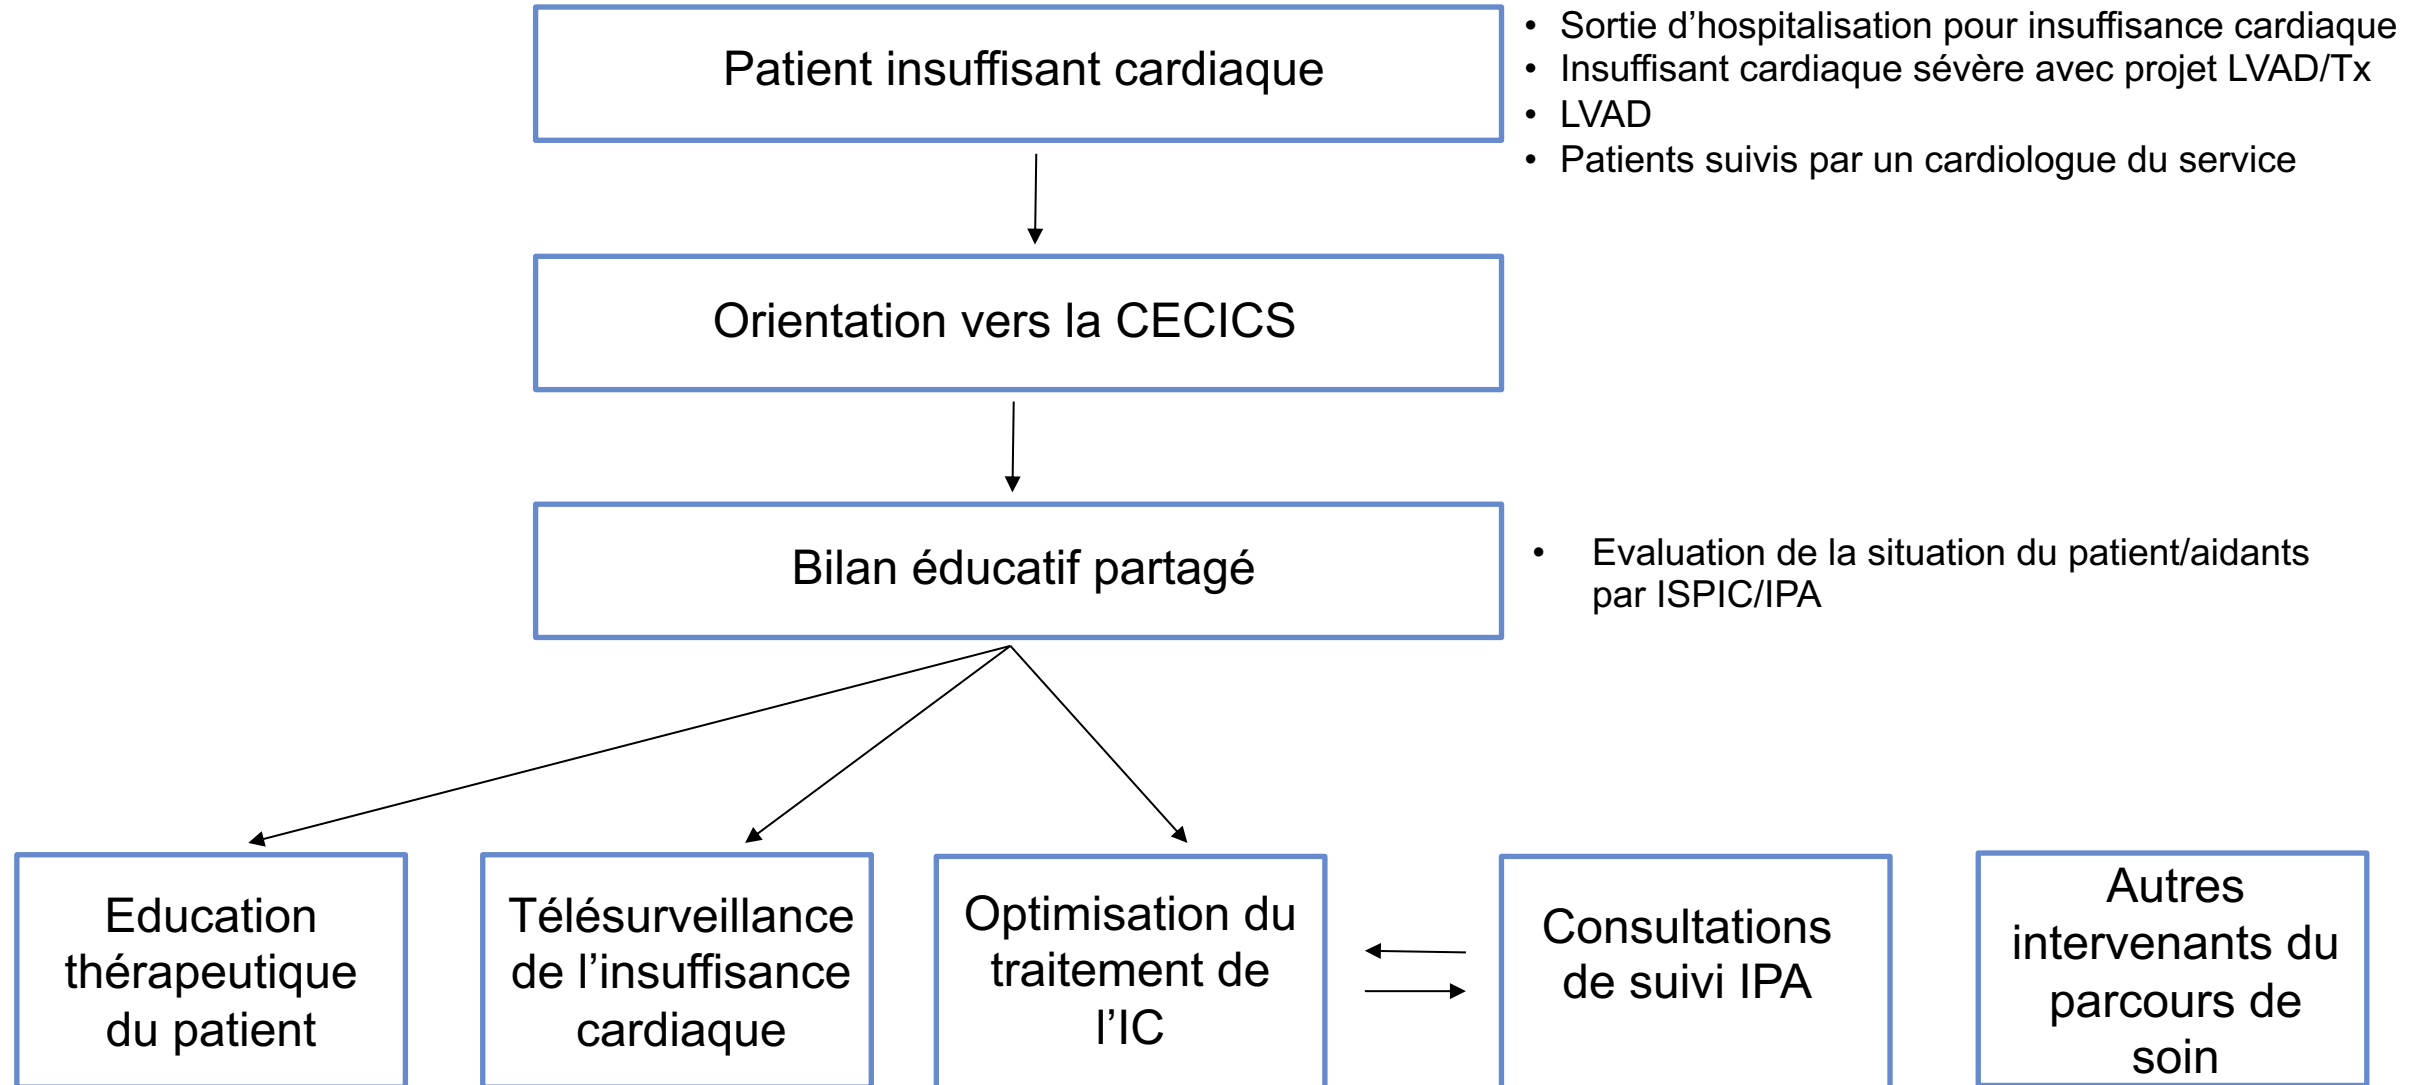 Patient insuffisant cardiaque
• Sortie d’hospitalisation pour insuffisance cardiaque
• Insuffisant cardiaque sévère avec projet LVAD/Tx
• LVAD
• Patients suivis par un cardiologue du service
Orientation vers la CECICS
Bilan éducatif partagé
• Evaluation de la situation du patient/aidants
par ISPIC/IPA
Education
thérapeutique
du patient
Télésurveillance
de l’insuffisance
cardiaque
Optimisation du
traitement de
l’IC
Consultations
de suivi IPA
Autres
intervenants du
parcours de
soin